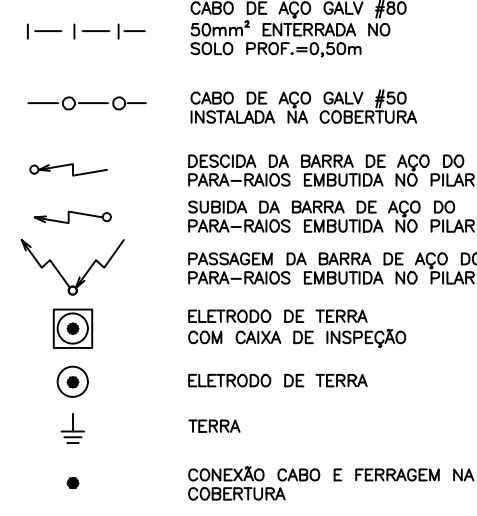 CABO DE AÇO GALV #80
50mm² ENTERRADA NO
SOLO PROF.=0,50m
CABO DE AÇO GALV #50
INSTALADA NA COBERTURA
DESCIDA DA BARRA DE AÇO DO
PARA-RAIOS EMBUTIDA NO PILAR
SUBIDA DA BARRA DE AÇO DO
PARA-RAIOS EMBUTIDA NO PILAR
PASSAGEM DA BARRA DE AÇO DO
PARA-RAIOS EMBUTIDA NO PILAR
ELETRODO DE TERRA
COM CAIXA DE INSPEÇÃO
ELETRODO DE TERRA
TERRA
CONEXÃO CABO E FERRAGEM NA
COBERTURA